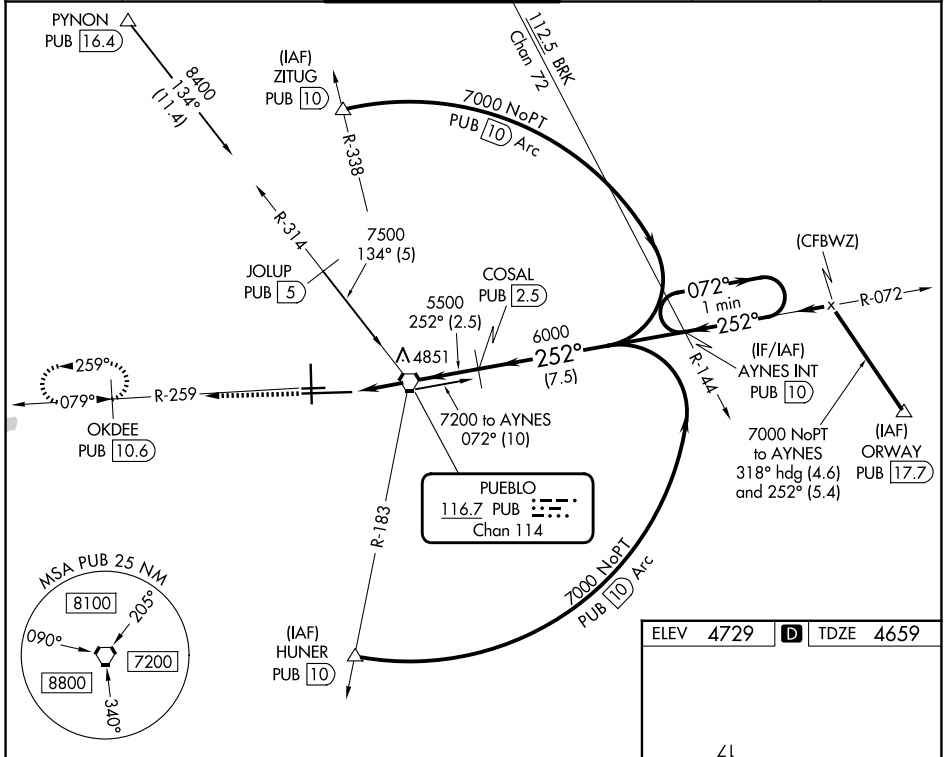 PYNON
PUB 16.4
8400
134°
(11.4)
(IAF)
ZITUG
PUB 10
R-338
112.5 BRK
Chan 72
7000 NoPT
PUB 10 Arc
R-314
7500
134° (5)
JOLUP
PUB 5
COSAL
PUB 2.5
5500
252° (2.5)
6000
252°
(7.5)
072°
1 min
252°
(CFBWZ)
R-072
(IF/IAF)
AYNES INT
PUB 10
R-144
4851
259°
079°
R-259
OKDEE
PUB 10.6
7200 to AYNES
072° (10)
7000 NoPT
to AYNES
318° hdg (4.6)
and 252° (5.4)
(IAF)
ORWAY
PUB 17.7
PUEBLO
116.7 PUB
Chan 114
R-183
7000 NoPT
PUB 10 Arc
(IAF)
HUNER
PUB 10
MSA PUB 25 NM
8100
205°
090°
7200
8800
340°
ELEV 4729 D TDZE 4659
17